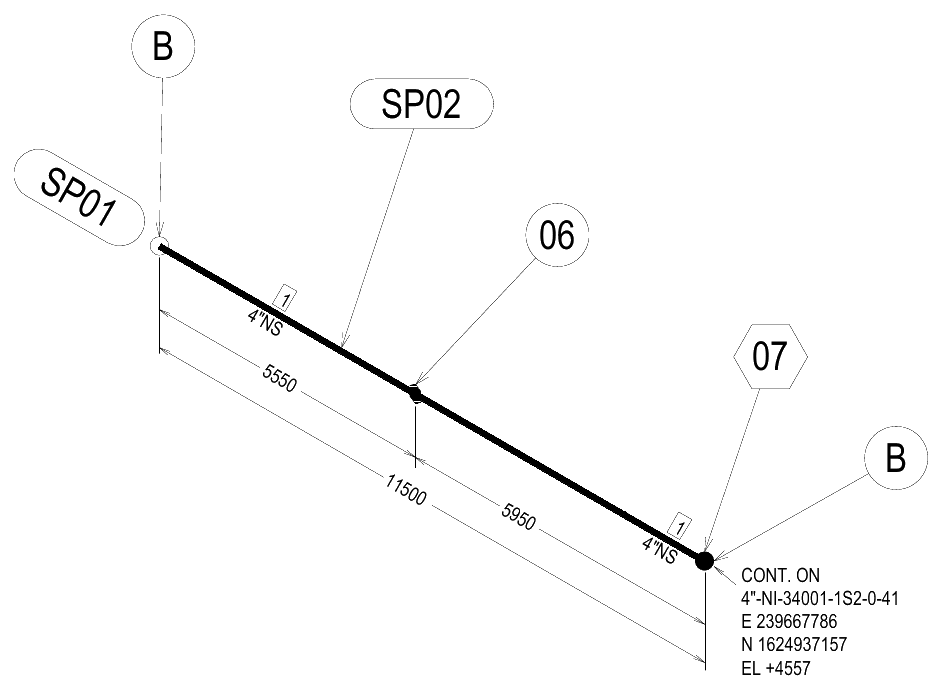 B
SP02
SP01
06
1
4"NS
07
5550
B
11500
5950
1
4"NS
CONT. ON
4"-NI-34001-1S2-0-41
E 239667786
N 1624937157
EL +4557